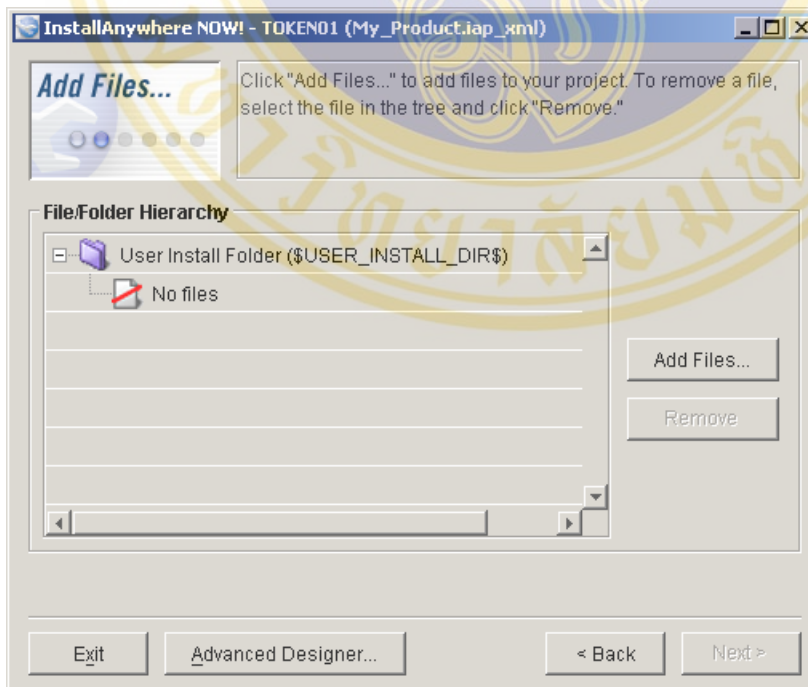 InstallAnywhere NOW! - TOKEN01 (My_Product.iap_xml)
Add Files...
Click "Add Files..." to add files to your project. To remove a file,
select the file in the tree and click "Remove."
File/Folder Hierarchy
User Install Folder ($USER_INSTALL_DIR$)
No files
Add Files...
Remove
Exit
Advanced Designer...
< Back
Next >